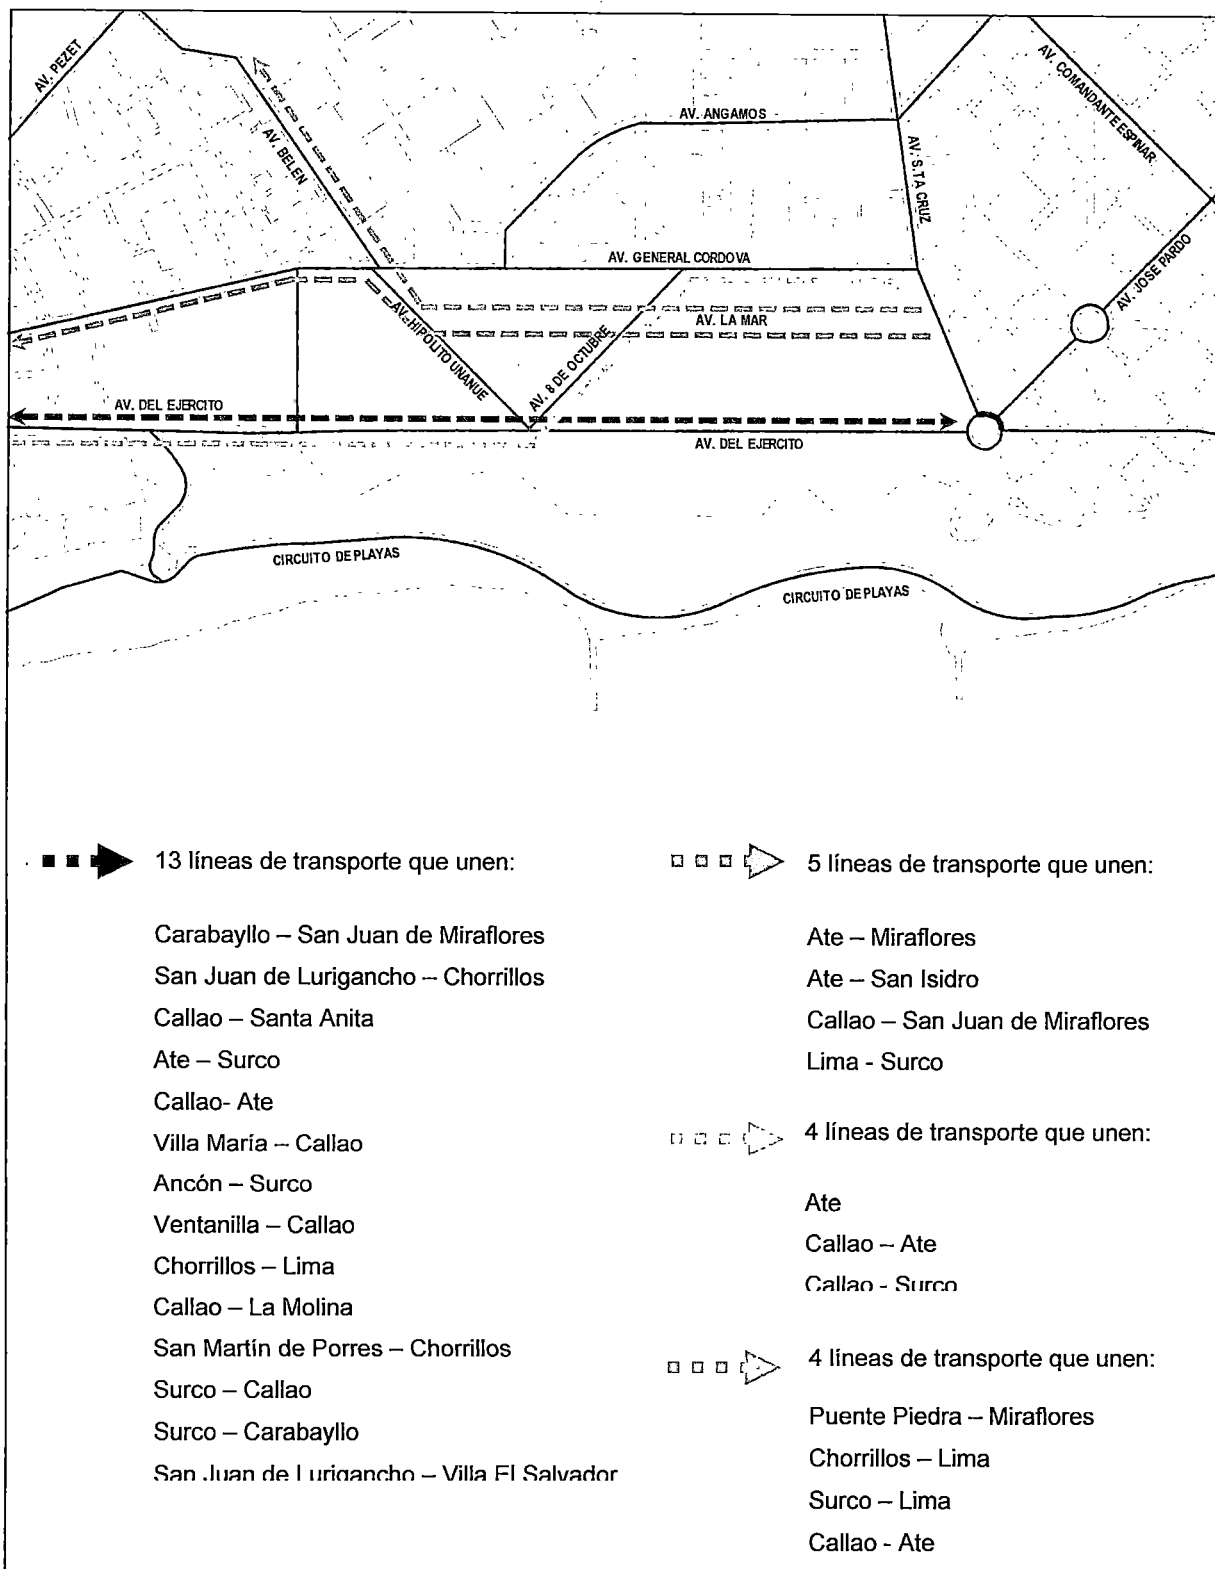 AV. PEZET
AV. COMANDANTE ESPINAR
AV. ANGAMOS
AV. BELEN
AV. S.TA CRUZ
AV. GENERAL CORDOVA
AV. JOSE PARDO
AV. LA MAR
AV. HIPOLITO UNANUE
AV. 8 DE OCTUBRE
AV. DEL EJERCITO
AV. DEL EJERCITO
CIRCUITO DE PLAYAS
CIRCUITO DE PLAYAS
13 líneas de transporte que unen:
Carabayllo – San Juan de Miraflores
San Juan de Lurigancho – Chorrillos
Callao – Santa Anita
Ate – Surco
Callao- Ate
Villa María – Callao
Ancón – Surco
Ventanilla – Callao
Chorrillos – Lima
Callao – La Molina
San Martín de Porres – Chorrillos
Surco – Callao
Surco – Carabayllo
San Juan de Lurigancho – Villa El Salvador
5 líneas de transporte que unen:
Ate – Miraflores
Ate – San Isidro
Callao – San Juan de Miraflores
Lima - Surco
4 líneas de transporte que unen:
Ate
Callao – Ate
Callao - Surco
4 líneas de transporte que unen:
Puente Piedra – Miraflores
Chorrillos – Lima
Surco – Lima
Callao - Ate